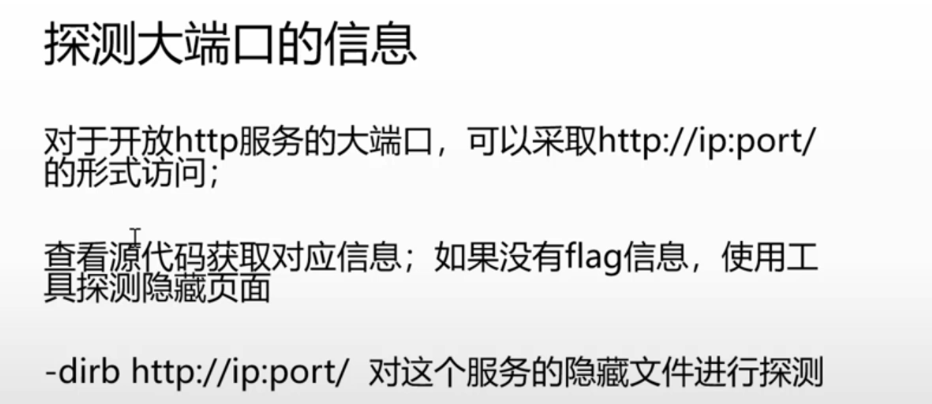 探测大端口的信息
对于开放http服务的大端口，可以采取http://ip:port/
的形式访问；
查看源代码获取对应信息；如果没有flag信息，使用工
具探测隐藏页面
-dirb http://ip:port/ 对这个服务的隐藏文件进行探测